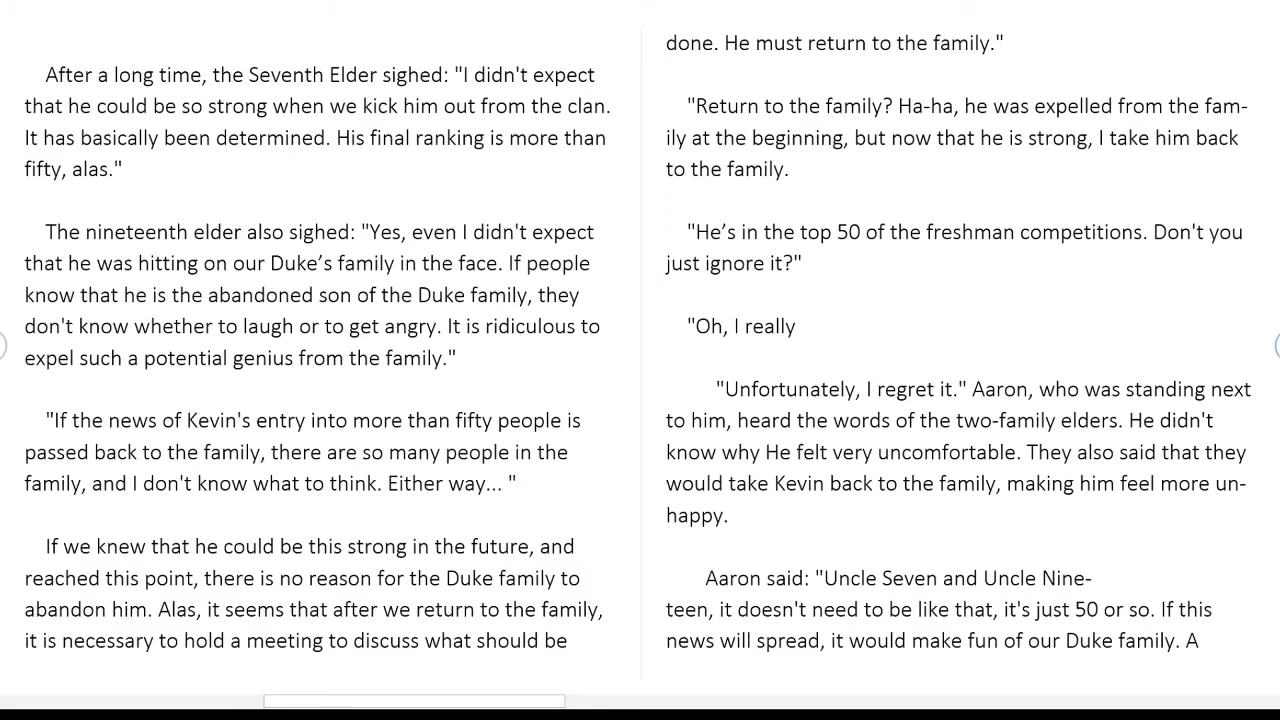 After a long time, the Seventh Elder sighed: "I didn't expect
that he could be so strong when we kick him out from the clan.
It has basically been determined. His final ranking is more than
fifty, alas."
The nineteenth elder also sighed: "Yes, even I didn't expect
that he was hitting on our Duke’s family in the face. If people
know that he is the abandoned son of the Duke family, they
don't know whether to laugh or to get angry. It is ridiculous to
expel such a potential genius from the family."
"If the news of Kevin's entry into more than fifty people is
passed back to the family, there are so many people in the
family, and I don't know what to think. Either way... "
If we knew that he could be this strong in the future, and
reached this point, there is no reason for the Duke family to
abandon him. Alas, it seems that after we return to the family,
it is necessary to hold a meeting to discuss what should be
done. He must return to the family."
"Return to the family? Ha-ha, he was expelled from the fam-
ily at the beginning, but now that he is strong, I take him back
to the family.
"He’s in the top 50 of the freshman competitions. Don't you
just ignore it?"
"Oh, I really
"Unfortunately, I regret it." Aaron, who was standing next
to him, heard the words of the two-family elders. He didn't
know why He felt very uncomfortable. They also said that they
would take Kevin back to the family, making him feel more un-
happy.
Aaron said: "Uncle Seven and Uncle Nine-
teen, it doesn't need to be like that, it's just 50 or so. If this
news will spread, it would make fun of our Duke family. A